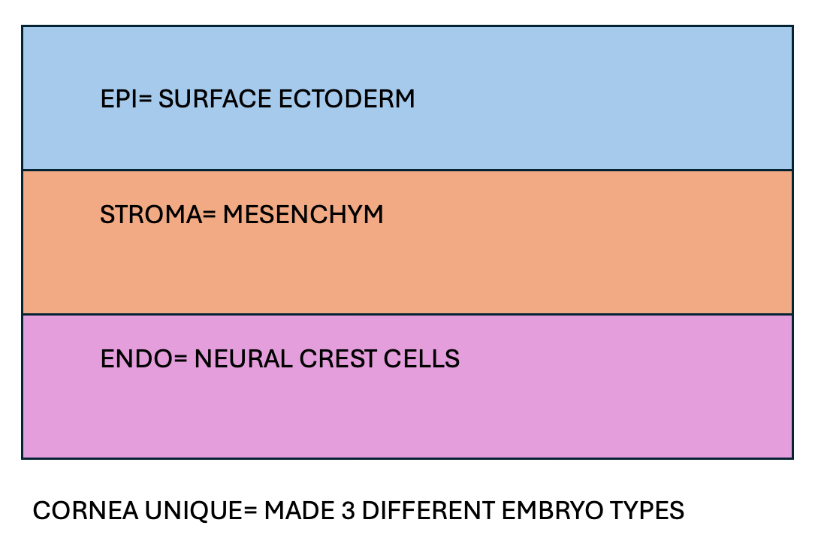 EPI= SURFACE ECTODERM
STROMA= MESENCHYM
ENDO= NEURAL CREST CELLS
CORNEA UNIQUE= MADE 3 DIFFERENT EMBRYO TYPES